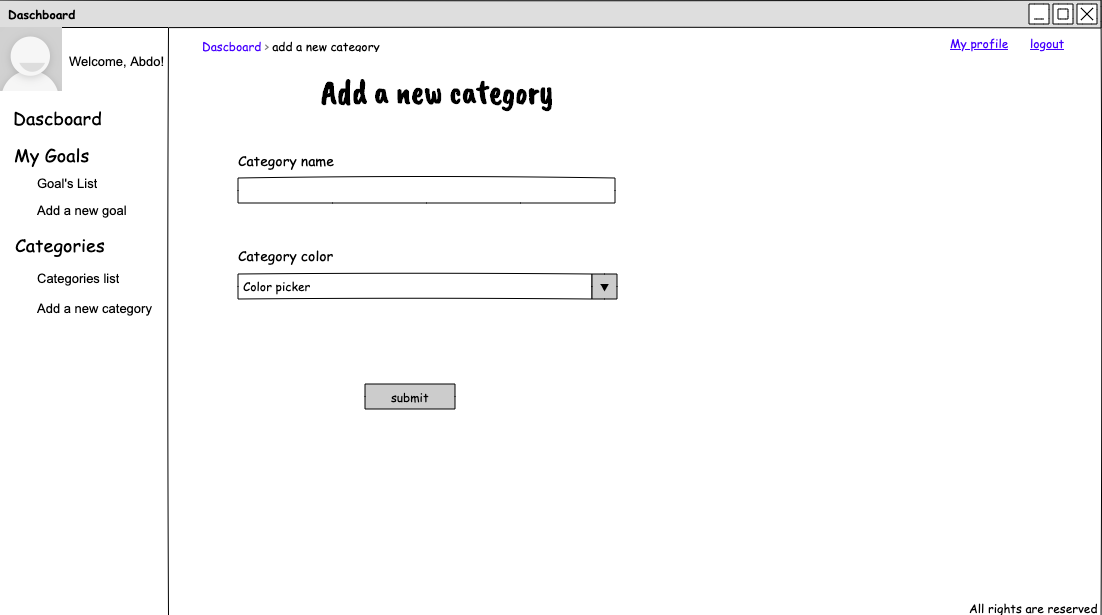 Daschboard
Welcome, Abdo!
Dascboard
My Goals
Goal's List
Add a new goal
Categories
Categories list
Add a new category
Dascboard > add a new category
My profile logout
Add a new category
Category name
Category color
Color picker
submit
All rights are reserved